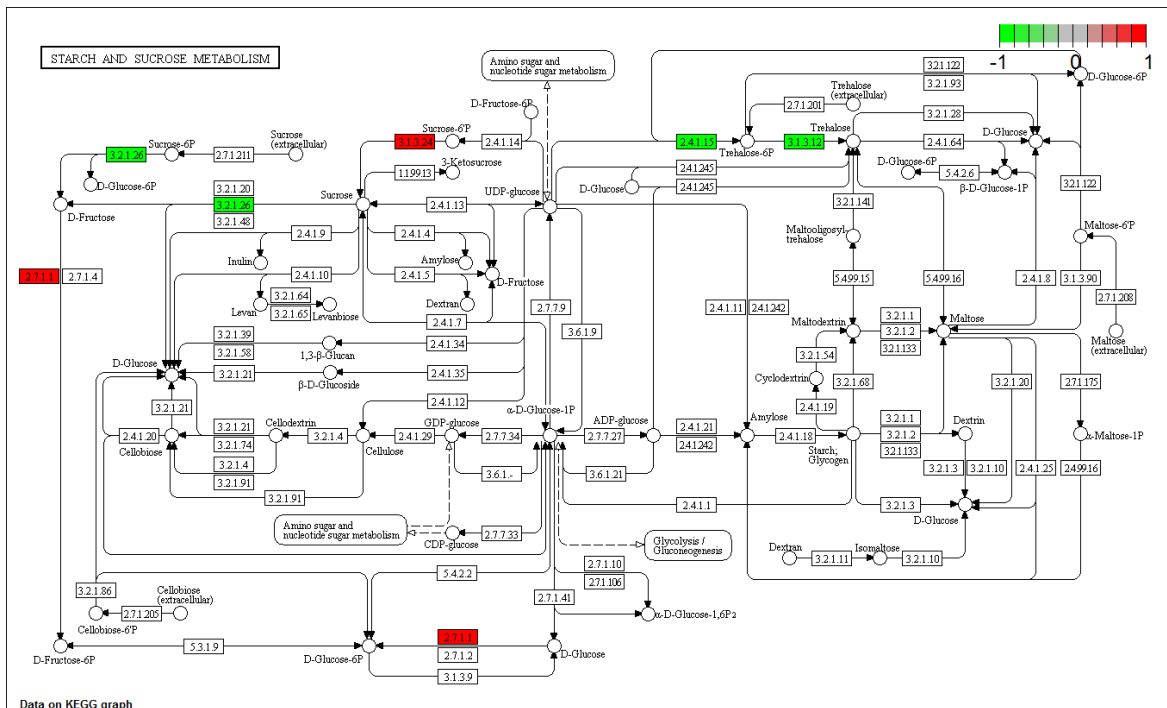 STARCH AND SUCROSE METABOLISM
-1
0
1
Amino sugar and
nucleotide sugar metabolism
D-Fructose-6P
3.2.1.122
3.2.1.93
D-Glucose-6P
2.7.1.201
Trehalose
(extracellular)
3.2.1.28
Sucrose-6P
3.2.1.26
2.7.1.211
Sucrose
(extracellular)
3.1.3.24
Sucrose-6'P
2.4.1.14
2.4.1.15
Trehalose-6P
3.1.3.12
Trehalose
2.4.1.64
D-Glucose
D-Glucose-6P
3-Ketosucrose
1.1.99.13
2.4.1.245
D-Glucose
2.4.1.245
D-Glucose-6P
5.4.2.6
β-D-Glucose-1P
3.2.1.122
D-Fructose
3.2.1.20
3.2.1.26
3.2.1.48
Sucrose
2.4.1.13
UDP-glucose
3.2.1.141
Maltose-6'P
2.4.1.9
Inulin
2.4.1.4
Amylose
Maltooligosyl-
trehalose
2.7.1.1
2.7.1.4
2.4.1.10
Levan
3.2.1.64
3.2.1.65
Levanbiose
2.4.1.5
Dextran
D-Fructose
5.4.99.15
5.4.99.16
2.4.1.8
3.1.3.90
2.7.1.208
2.4.1.7
2.7.7.9
3.6.1.9
2.4.1.11
2.4.1.242
Maltodextrin
3.2.1.1
3.2.1.2
3.2.1.133
Maltose
Maltose
(extracellular)
3.2.1.39
3.2.1.58
1,3-β-Glucan
2.4.1.34
3.2.1.54
D-Glucose
3.2.1.21
β-D-Glucoside
2.4.1.35
Cyclodextrin
3.2.1.68
3.2.1.20
2.7.1.175
3.2.1.21
2.4.1.12
α-D-Glucose-1P
2.4.1.19
2.4.1.20
Cellobiose
3.2.1.21
3.2.1.74
Cellodextrin
3.2.1.4
Cellulose
2.4.1.29
GDP-glucose
2.7.7.34
ADP-glucose
2.7.7.27
2.4.1.21
2.4.1.242
Amylose
2.4.1.18
Starch;
Glycogen
3.2.1.1
3.2.1.2
3.2.1.133
Dextrin
α-Maltose-1P
3.2.1.4
3.2.1.91
3.2.1.91
3.6.1.-
3.6.1.21
3.2.1.3
3.2.1.10
2.4.1.25
2.4.99.16
2.4.1.1
3.2.1.3
D-Glucose
Amino sugar and
nucleotide sugar metabolism
CDP-glucose
2.7.7.33
Glycolysis /
Gluconeogenesis
Dextran
3.2.1.11
Isomaltose
3.2.1.10
5.4.2.2
2.7.1.10
2.7.1.106
3.2.1.86
2.7.1.41
α-D-Glucose-1,6P2
Cellobiose-6'P
2.7.1.205
Cellobiose
(extracellular)
D-Fructose-6P
5.3.1.9
D-Glucose-6P
2.7.1.1
2.7.1.2
3.1.3.9
D-Glucose
Data on KEGG graph